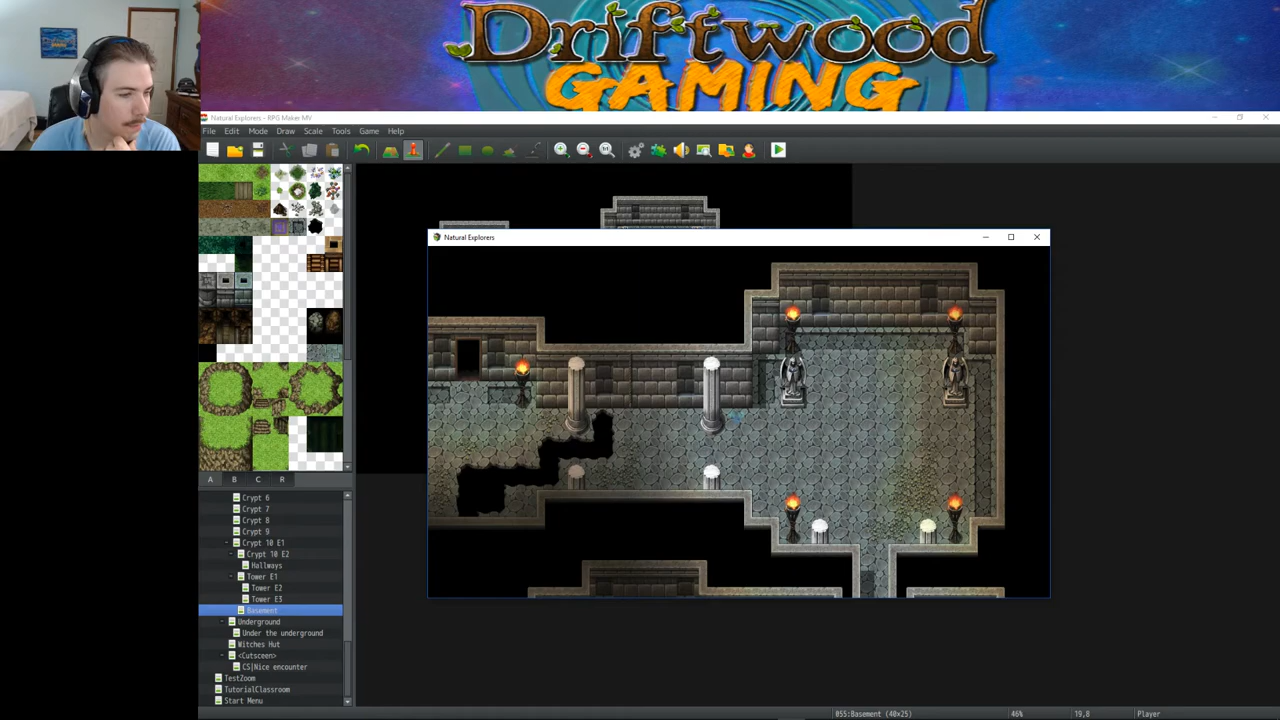 Driftwood
GAMING
Natural Explorers - RPG Maker MV
File Edit Mode Draw Scale Tools Game Help
Natural Explorers
A B C R
Crypt 6
Crypt 7
Crypt 8
Crypt 9
Crypt 10 E1
Crypt 10 E2
Hallways
Tower E1
Tower E2
Tower E3
Basement
Underground
Under the underground
Witches Hut
<Cutsceen>
CS|Nice encounter
TestZoom
TutorialClassroom
Start Menu
055:Basement (40x25) 46% 19,8 Player